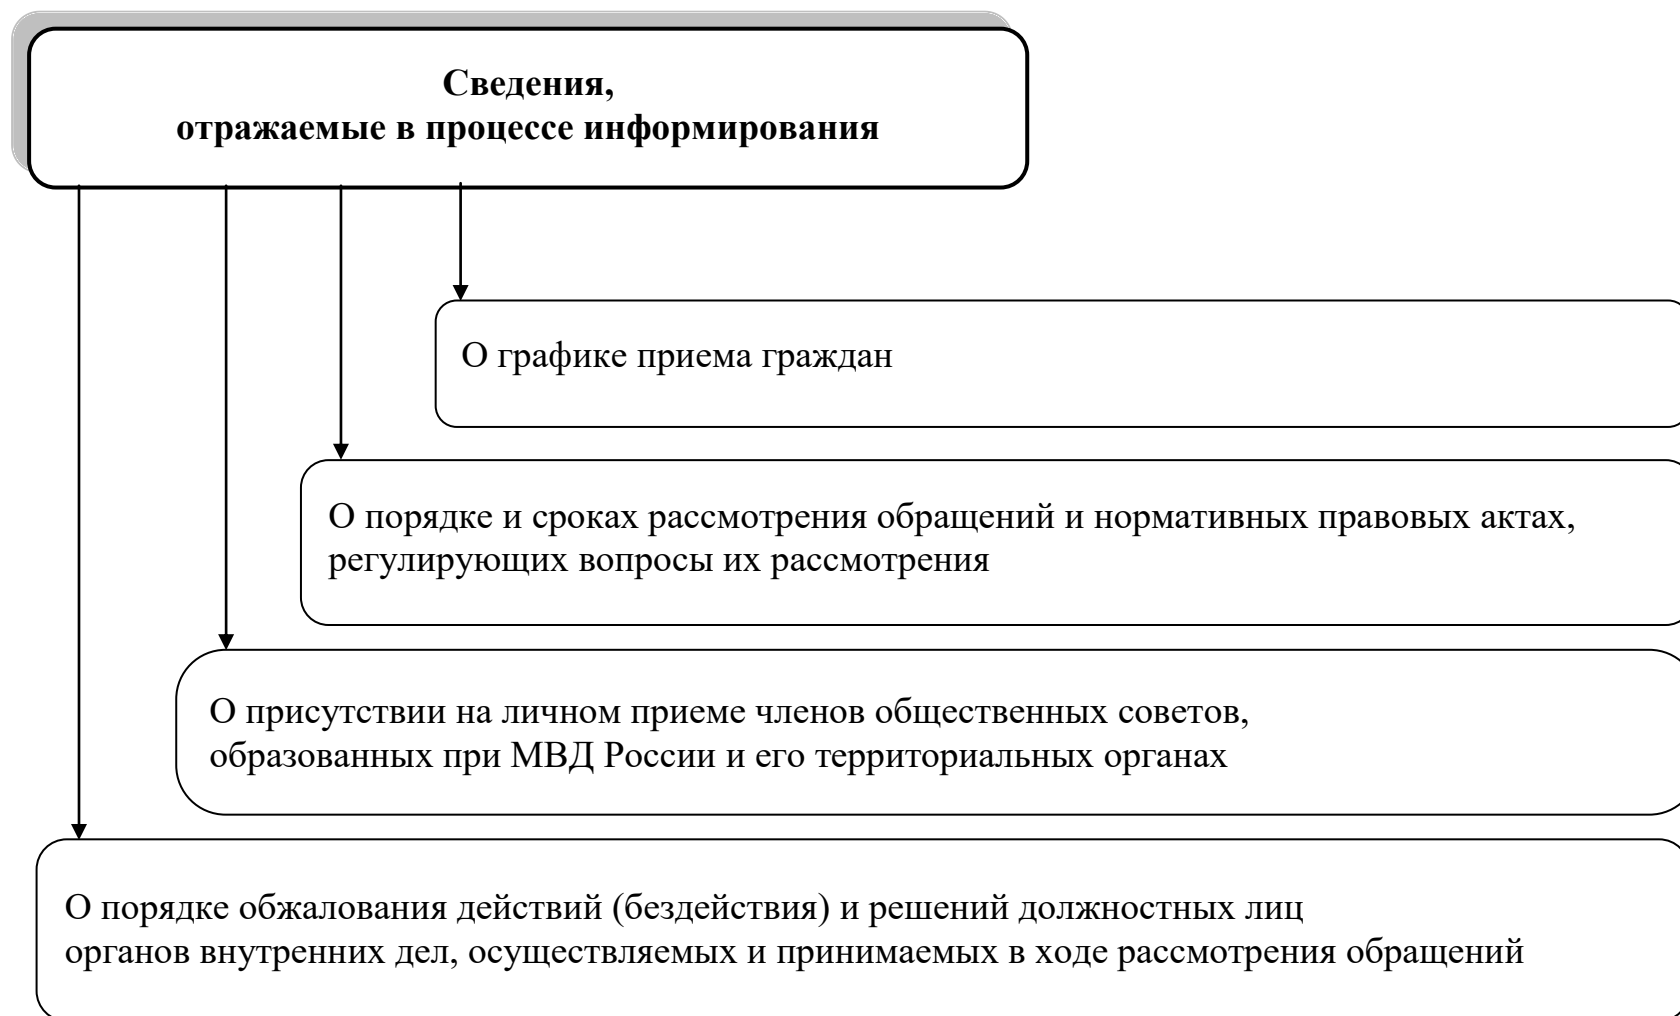 Сведения,
отражаемые в процессе информирования
О графике приема граждан
О порядке и сроках рассмотрения обращений и нормативных правовых актах,
регулирующих вопросы их рассмотрения
О присутствии на личном приеме членов общественных советов,
образованных при МВД России и его территориальных органах
О порядке обжалования действий (бездействия) и решений должностных лиц
органов внутренних дел, осуществляемых и принимаемых в ходе рассмотрения обращений